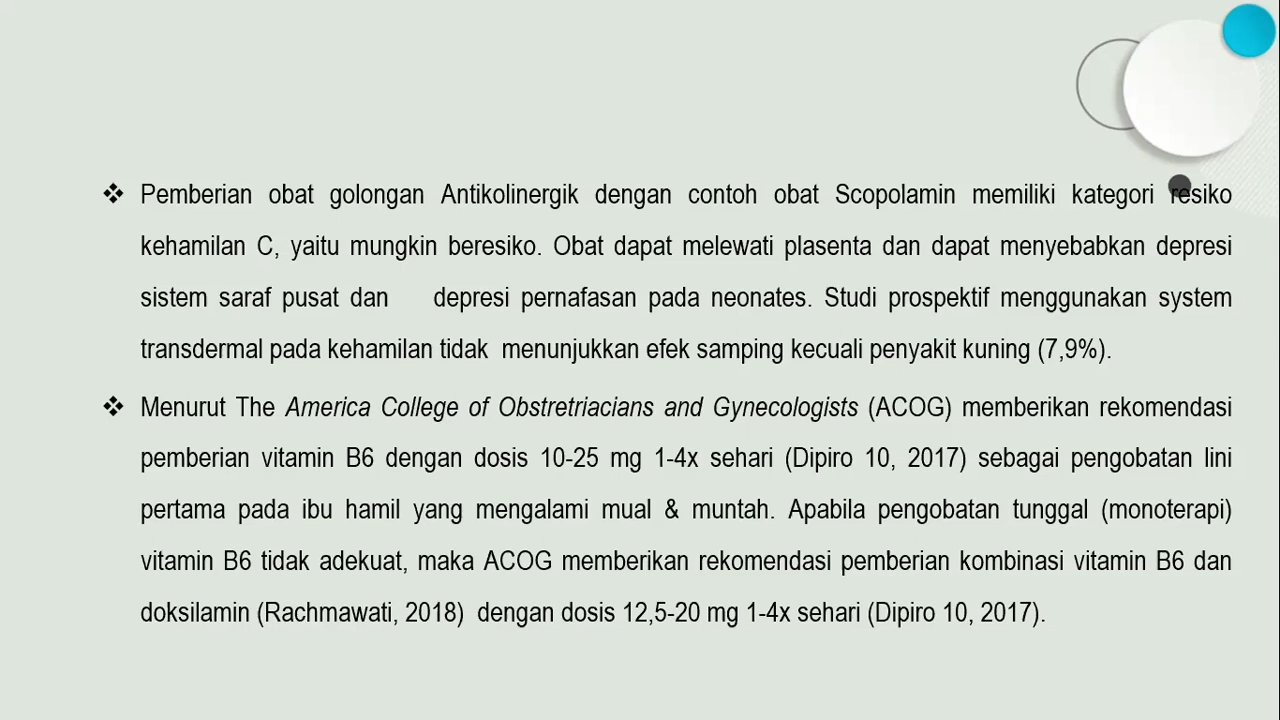 ❖ Pemberian obat golongan Antikolinergik dengan contoh obat Scopolamin memiliki kategori resiko
kehamilan C, yaitu mungkin beresiko. Obat dapat melewati plasenta dan dapat menyebabkan depresi
sistem saraf pusat dan depresi pernafasan pada neonates. Studi prospektif menggunakan system
transdermal pada kehamilan tidak menunjukkan efek samping kecuali penyakit kuning (7,9%).
❖ Menurut The America College of Obstretriacians and Gynecologists (ACOG) memberikan rekomendasi
pemberian vitamin B6 dengan dosis 10-25 mg 1-4x sehari (Dipiro 10, 2017) sebagai pengobatan lini
pertama pada ibu hamil yang mengalami mual & muntah. Apabila pengobatan tunggal (monoterapi)
vitamin B6 tidak adekuat, maka ACOG memberikan rekomendasi pemberian kombinasi vitamin B6 dan
doksilamin (Rachmawati, 2018) dengan dosis 12,5-20 mg 1-4x sehari (Dipiro 10, 2017).